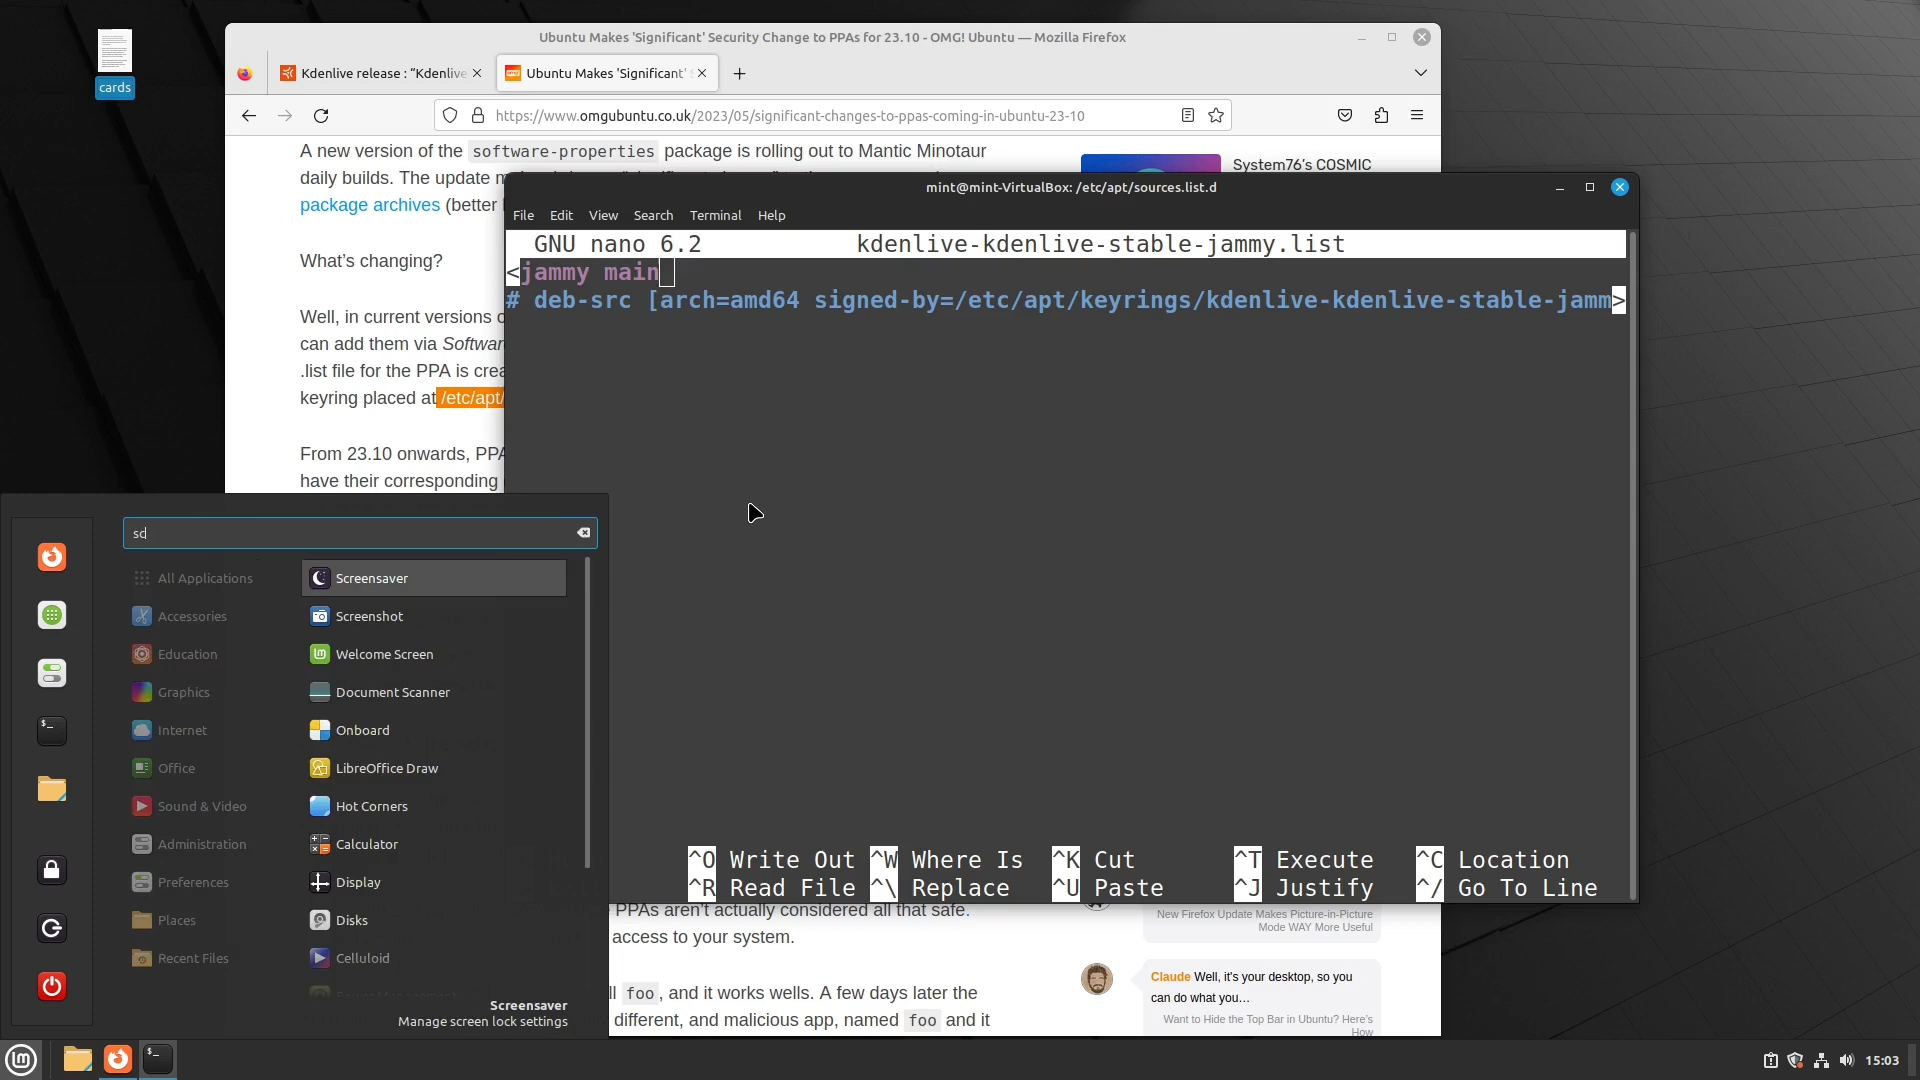 cards
Ubuntu Makes 'Significant' Security Change to PPAs for 23.10 - OMG! Ubuntu — Mozilla Firefox
Kdenlive release : “Kdenlive
Ubuntu Makes 'Significant'
https://www.omgubuntu.co.uk/2023/05/significant-changes-to-ppas-coming-in-ubuntu-23-10
A new version of the software-properties package is rolling out to Mantic Minotaur
daily builds. The update
package archives (better
System76’s COSMIC
What’s changing?
Well, in current versions
can add them via Softwar
.list file for the PPA is crea
keyring placed at /etc/apt/
From 23.10 onwards, PPA
have their corresponding
mint@mint-VirtualBox: /etc/apt/sources.list.d
File Edit View Search Terminal Help
GNU nano 6.2 kdenlive-kdenlive-stable-jammy.list
<jammy main
# deb-src [arch=amd64 signed-by=/etc/apt/keyrings/kdenlive-kdenlive-stable-jamm>
^O Write Out ^W Where Is ^K Cut ^T Execute ^C Location
^R Read File ^\ Replace ^U Paste ^J Justify ^/ Go To Line
sc
All Applications
Accessories
Education
Graphics
Internet
Office
Sound & Video
Administration
Preferences
Places
Recent Files
Screensaver
Screenshot
Welcome Screen
Document Scanner
Onboard
LibreOffice Draw
Hot Corners
Calculator
Display
Disks
Celluloid
Screensaver
Manage screen lock settings
PPAs aren’t actually considered all that safe.
access to your system.
foo, and it works wells. A few days later the
different, and malicious app, named foo and it
New Firefox Update Makes Picture-in-Picture
Mode WAY More Useful
Claude Well, it's your desktop, so you
can do what you…
Want to Hide the Top Bar in Ubuntu? Here’s
How
15:03